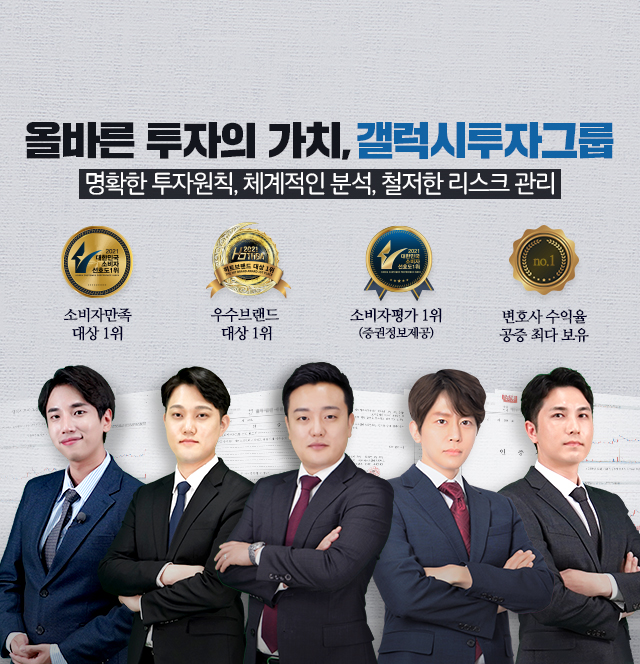 올바른 투자의 가치, 갤럭시투자그룹
명확한 투자원칙, 체계적인 분석, 철저한 리스크 관리
2021
대한민국
소비자
선호도1위
2021
히트브랜드 대상 1위
2021
대한민국
소비자
선호도1위
no.1
소비자만족
대상 1위
우수브랜드
대상 1위
소비자평가 1위
(증권정보제공)
변호사 수익율
공증 최다 보유
인 증